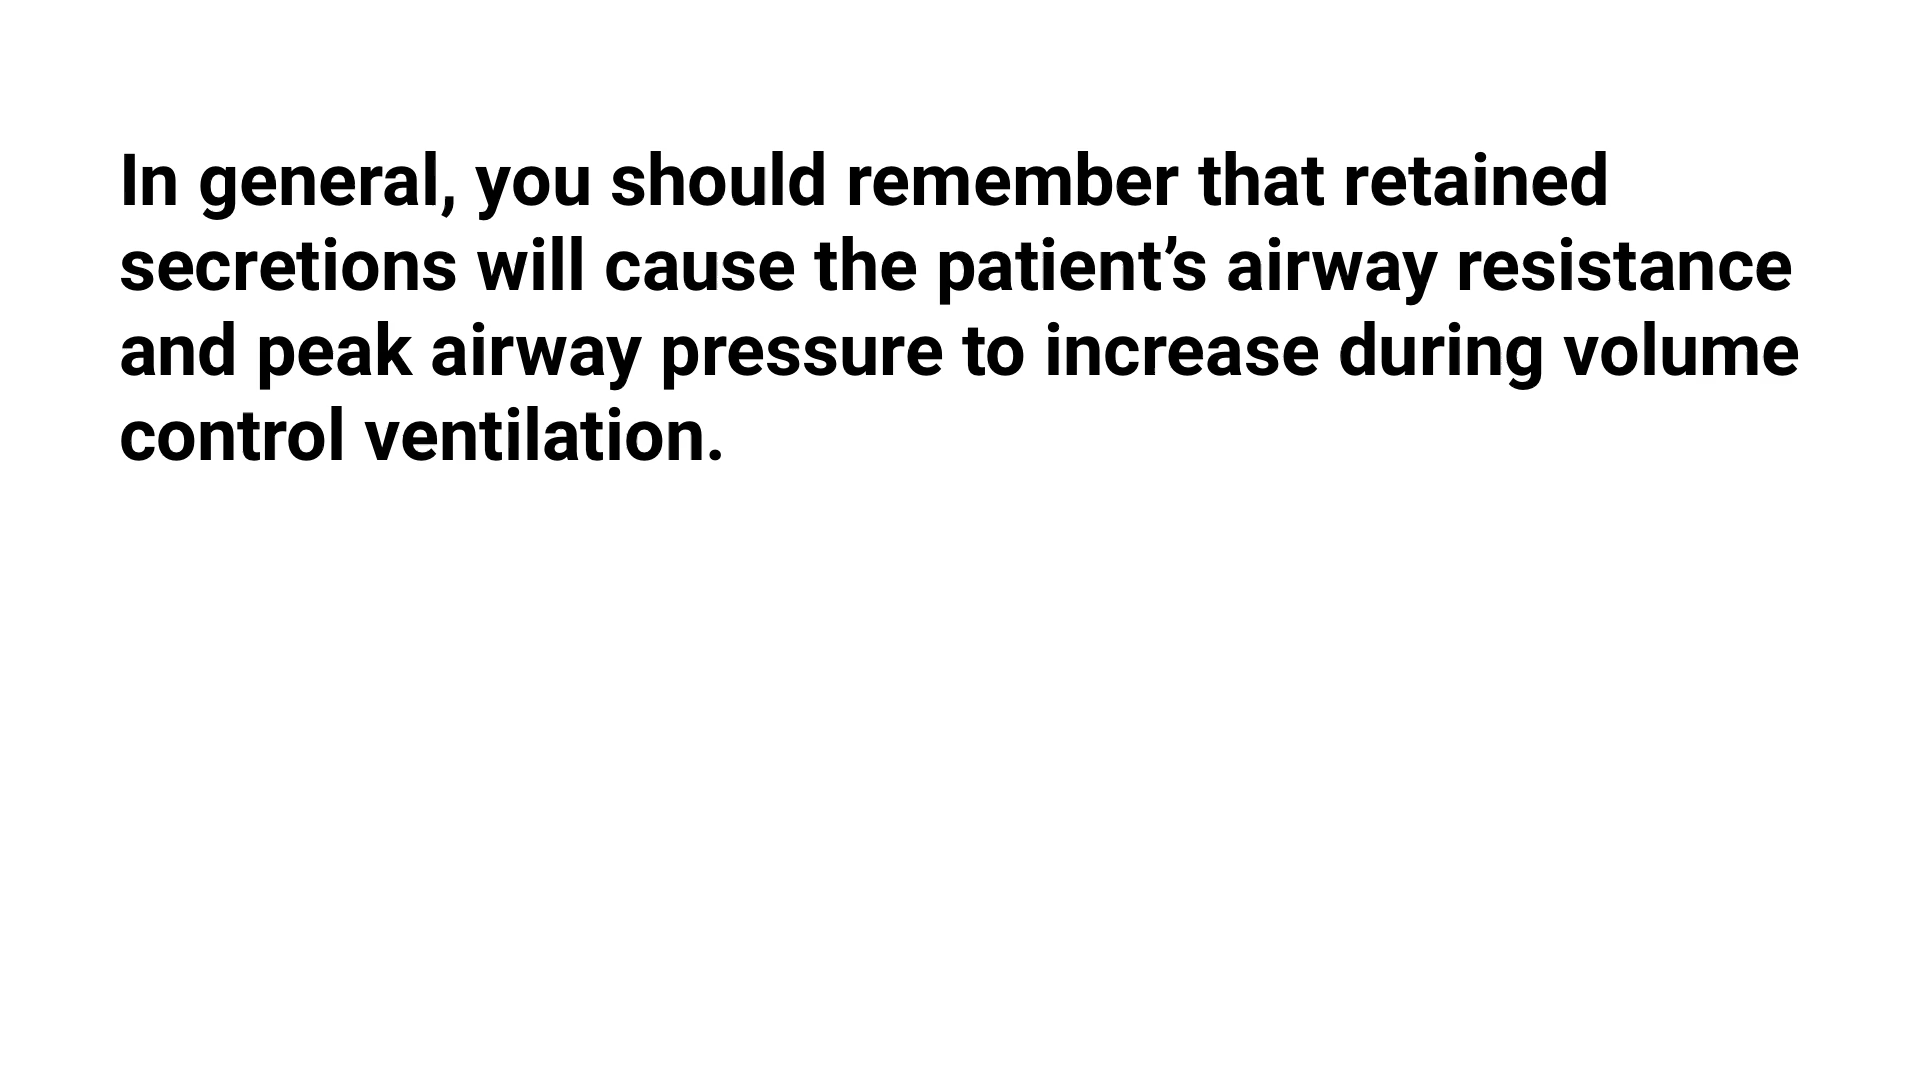 In general, you should remember that retained
secretions will cause the patient’s airway resistance
and peak airway pressure to increase during volume
control ventilation.